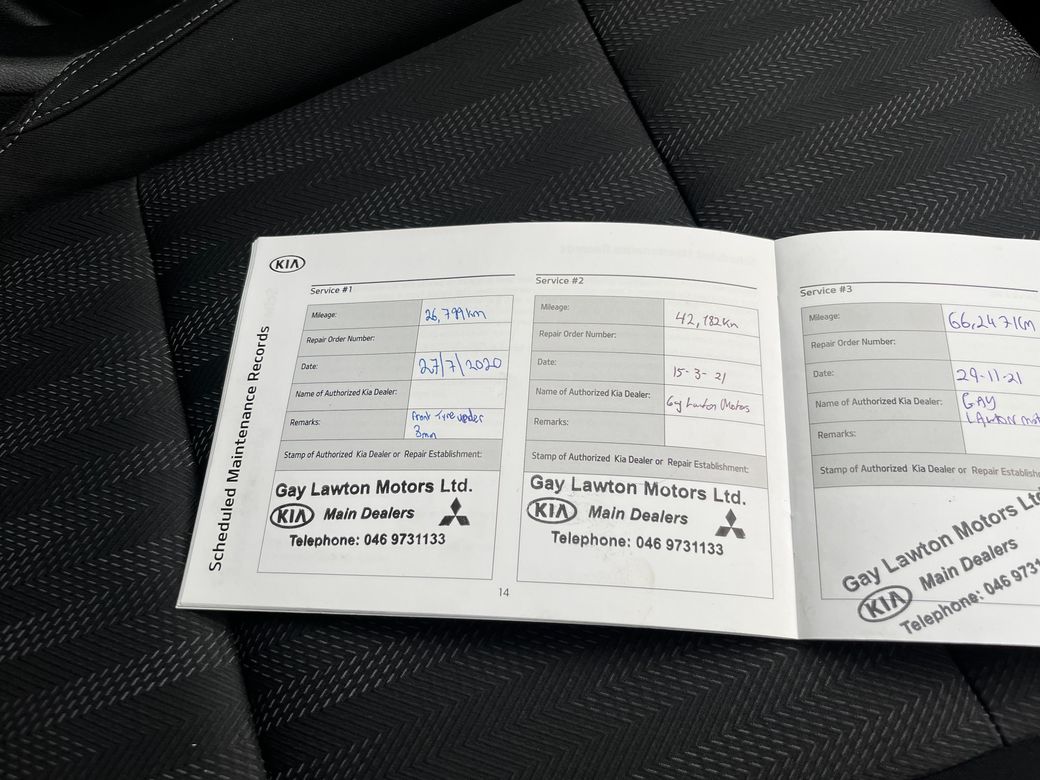 KIA
Scheduled Maintenance Records
Service #1
Mileage: 26,799km
Repair Order Number:
Date: 27/7/2020
Name of Authorized Kia Dealer:
Remarks: Front Tyre under
3mm
Stamp of Authorized Kia Dealer or Repair Establishment:
Gay Lawton Motors Ltd.
KIA Main Dealers
Telephone: 046 9731133
Service #2
Mileage: 42,182Km
Repair Order Number:
Date: 15-3-21
Name of Authorized Kia Dealer: Gay Lawton Motors
Remarks:
Stamp of Authorized Kia Dealer or Repair Establishment:
Gay Lawton Motors Ltd.
KIA Main Dealers
Telephone: 046 9731133
14
Service #3
Mileage: 66,247Km
Repair Order Number:
Date: 29-11-21
Name of Authorized Kia Dealer: GAY
LAWTON mot
Remarks:
Stamp of Authorized Kia Dealer or Repair Establishm
Gay Lawton Motors Ltd
KIA Main Dealers
Telephone: 046 9731